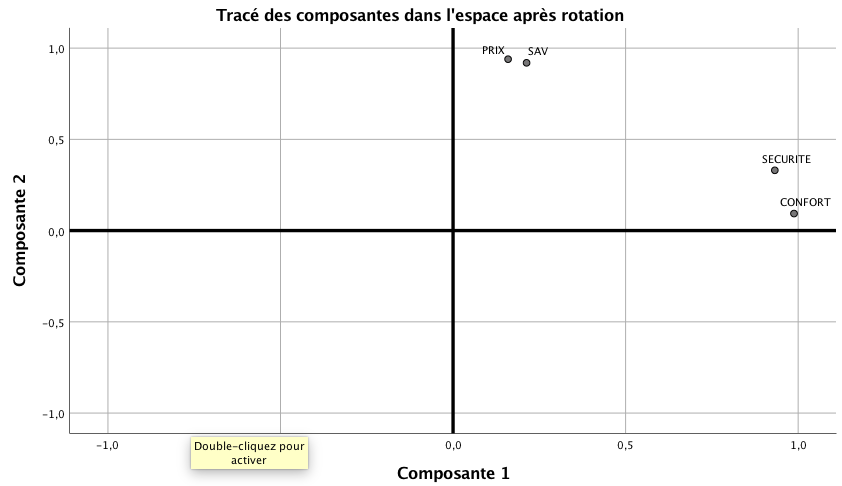 Tracé des composantes dans l'espace après rotation
1,0
PRIX
SAV
0,5
SECURITE
CONFORT
0,0
Composante 2
-0,5
-1,0
-1,0
0,0
0,5
1,0
Double-cliquez pour
activer
Composante 1